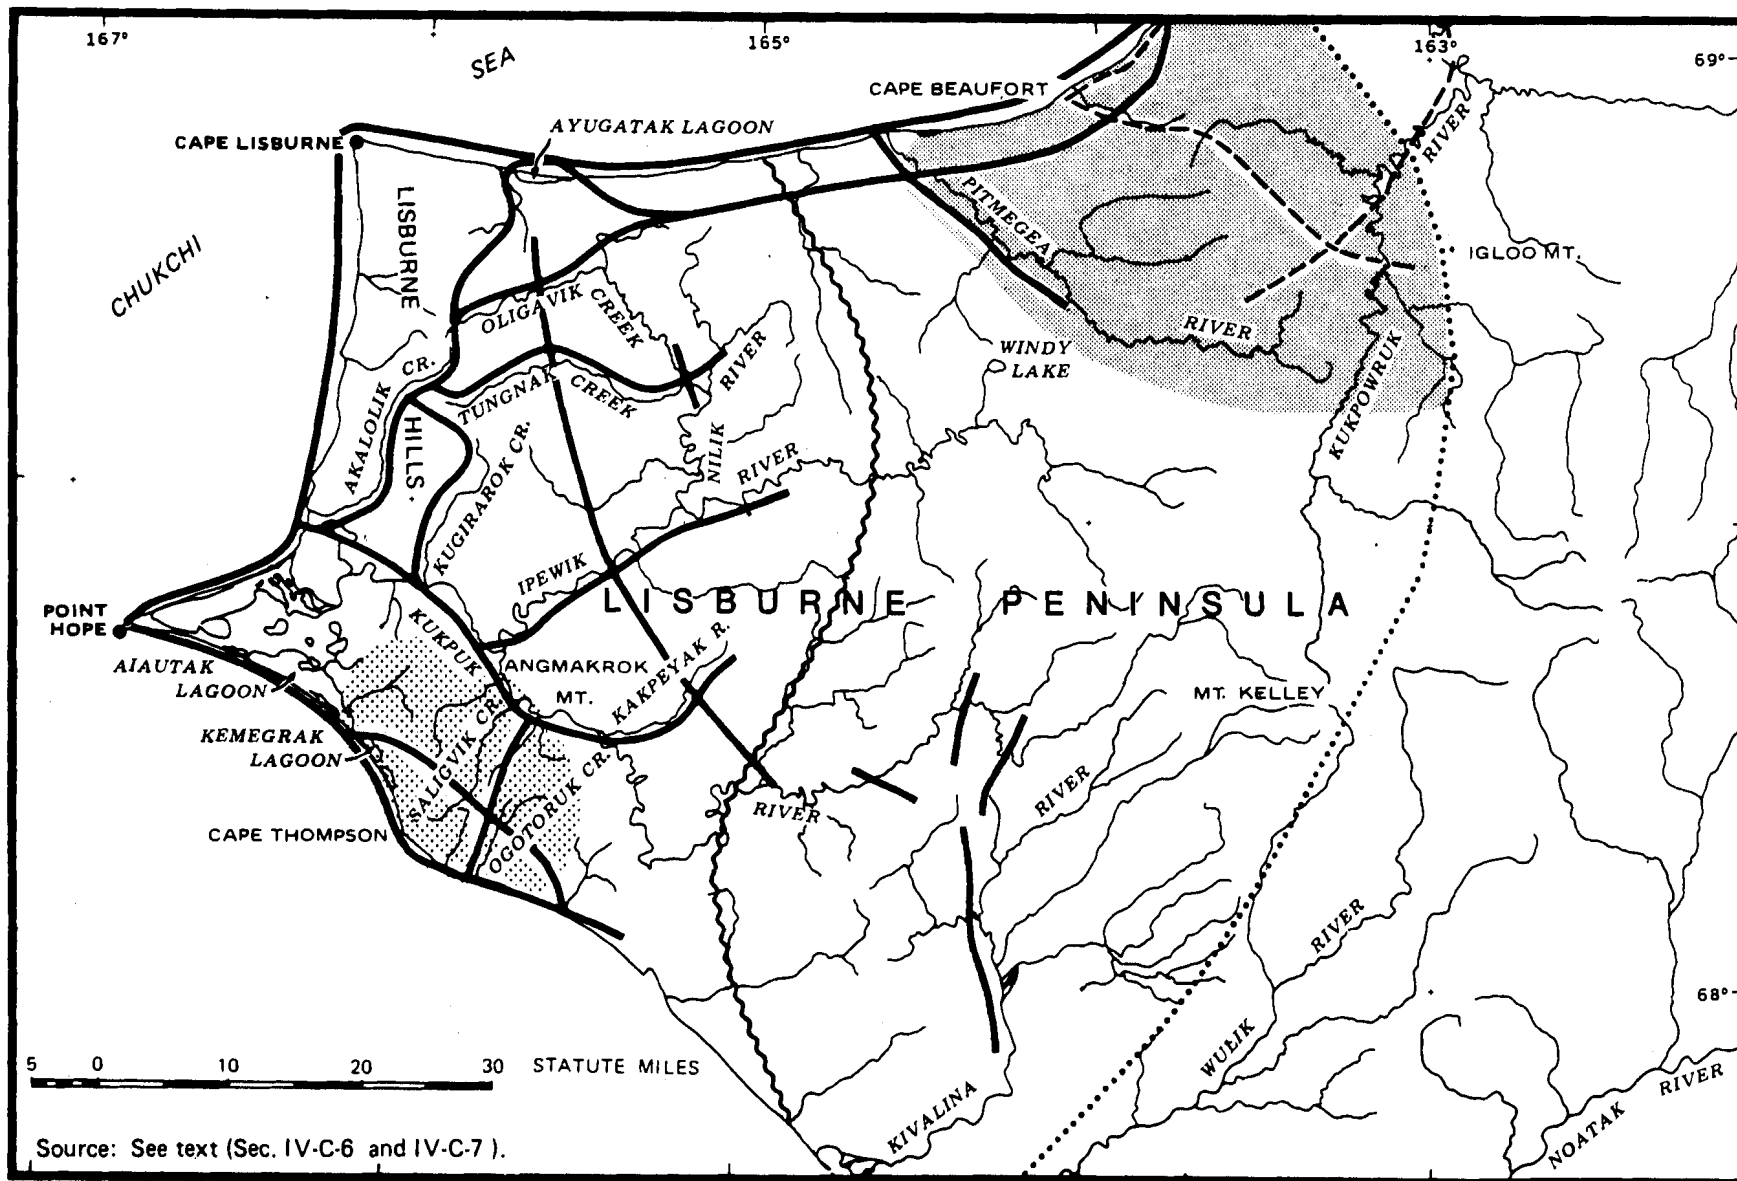 167°
165°
163°
69°
SEA
CAPE BEAUFORT
AYUGATAK LAGOON
CAPE LISBURNE
RIVER
LISBURNE
HILLS
PITMEGEA
RIVER
CHUKCHI
IGLOO MT.
OLIGAVIK
CREEK
WINDY
LAKE
AKALOLIK CR.
TUNGNAK
CREEK
RIVER
NILIK
KUKPOWRUK
KUGIRAROK CR.
IPEWIK
RIVER
LISBURNE PENINSULA
POINT
HOPE
KUKPUK
AIAUTAK
LAGOON
ANGMAKROK
MT.
KAKPEYAK R.
MT. KELLEY
KEMEGRAK
LAGOON
SALIGVIK CR.
RIVER
RIVER
CAPE THOMPSON
OGOTORUK CR.
RIVER
68°
WULIK
KIVALINA
NOATAK
RIVER
5 0 10 20 30 STATUTE MILES
Source: See text (Sec. IV-C-6 and IV-C-7 ).